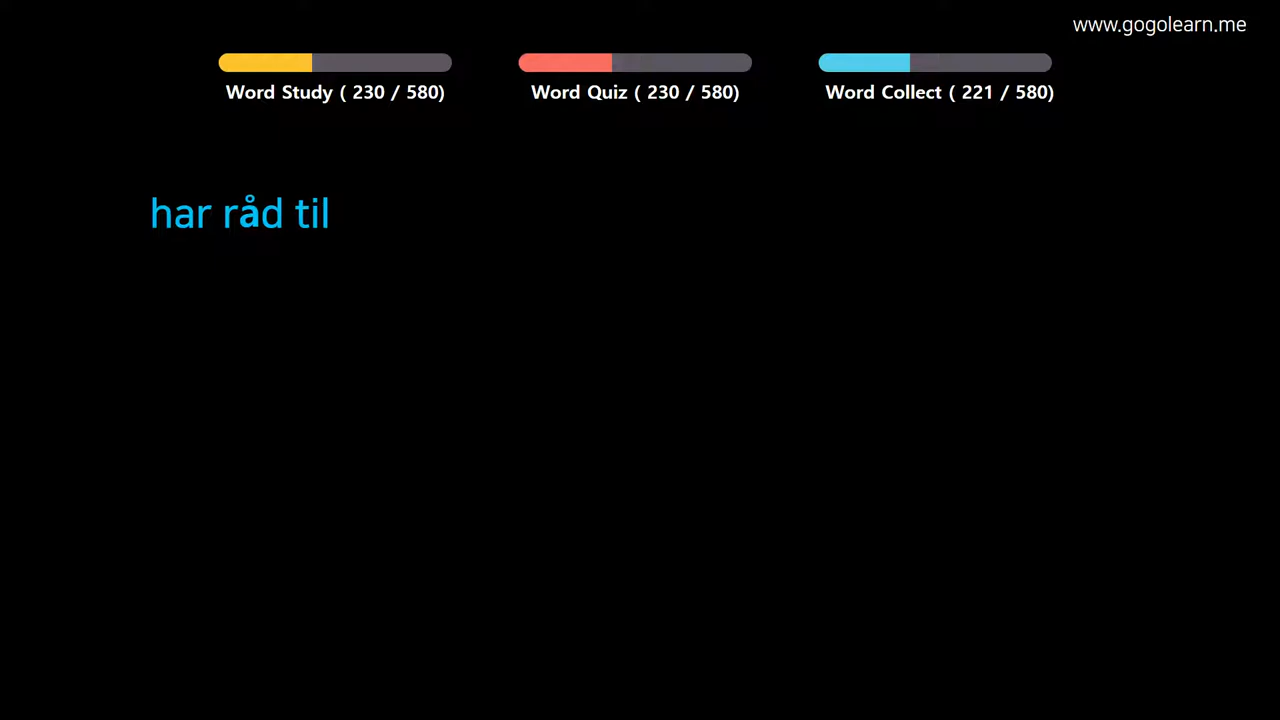 www.gogolearn.me
Word Study ( 230 / 580)
Word Quiz ( 230 / 580)
Word Collect ( 221 / 580)
har råd til